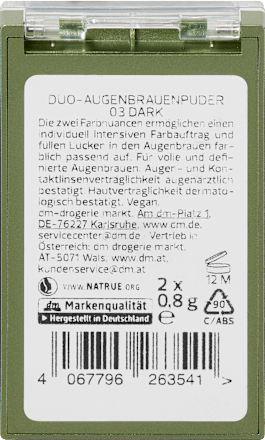 DUO-AUGENBRAUENPUDER
03 DARK
Die zwei Farbnuancen ermöglichen einen
individuell intensiven Farbauftrag und
füllen Lücken in den Augenbrauen farb-
lich passend auf. Für volle und defi-
nierte Augenbrauen. Augen- und Kon-
taktlinsenverträglichkeit augenärztlich
bestätigt. Hautverträglichkeit dermato-
logisch bestätigt. Vegan.
dm-drogerie markt. Am dm-Platz 1,
DE-76227 Karlsruhe, www.dm.de,
servicecenter@dm.de - Vertrieb in
Österreich: dm drogerie markt,
AT-5071 Wals, www.dm.at,
kundenservice@dm.at
WWW.NATRUE.ORG
dm Markenqualität
Hergestellt in Deutschland
2 x
0,8 g
e
12 M
90
C/ABS
4 067796 263541 >